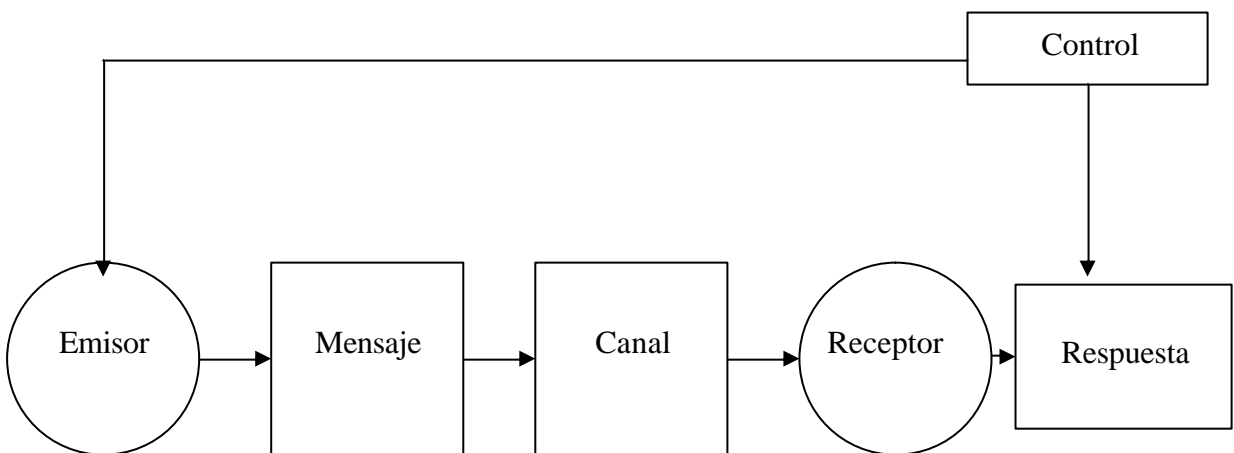 Control
Emisor
Mensaje
Canal
Receptor
Respuesta